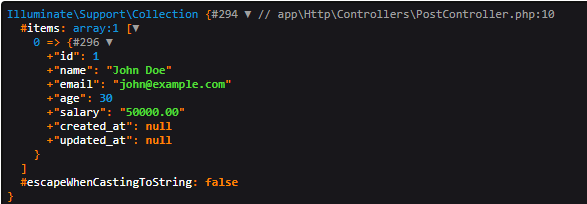 Illuminate\Support\Collection {#294 ▼ // app\Http\Controllers\PostController.php:10
#items: array:1 [▼
0 => {#296 ▼
+"id": 1
+"name": "John Doe"
+"email": "john@example.com"
+"age": 30
+"salary": "50000.00"
+"created_at": null
+"updated_at": null
}
]
#escapeWhenCastingToString: false
}